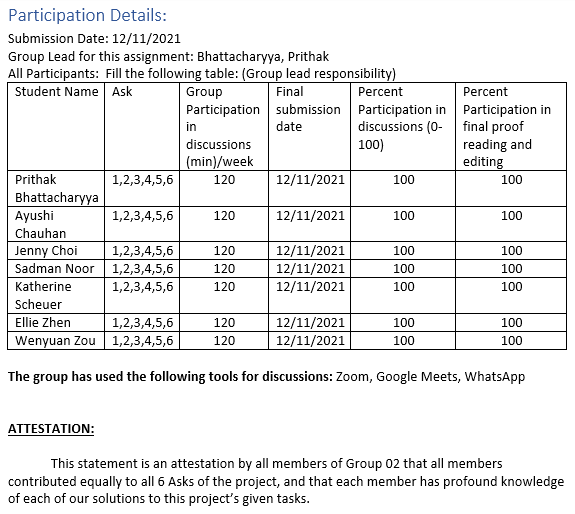 Participation Details:
Submission Date: 12/11/2021
Group Lead for this assignment: Bhattacharyya, Prithak
All Participants:  Fill the following table: (Group lead responsibility)
Student Name | Ask | Group Participation in discussions (min)/week | Final submission date | Percent Participation in discussions (0-100) | Percent Participation in final proof reading and editing
Prithak Bhattacharyya | 1,2,3,4,5,6 | 120 | 12/11/2021 | 100 | 100
Ayushi Chauhan | 1,2,3,4,5,6 | 120 | 12/11/2021 | 100 | 100
Jenny Choi | 1,2,3,4,5,6 | 120 | 12/11/2021 | 100 | 100
Sadman Noor | 1,2,3,4,5,6 | 120 | 12/11/2021 | 100 | 100
Katherine Scheuer | 1,2,3,4,5,6 | 120 | 12/11/2021 | 100 | 100
Ellie Zhen | 1,2,3,4,5,6 | 120 | 12/11/2021 | 100 | 100
Wenyuan Zou | 1,2,3,4,5,6 | 120 | 12/11/2021 | 100 | 100
The group has used the following tools for discussions: Zoom, Google Meets, WhatsApp
ATTESTATION:
This statement is an attestation by all members of Group 02 that all members
contributed equally to all 6 Asks of the project, and that each member has profound knowledge
of each of our solutions to this project's given tasks.